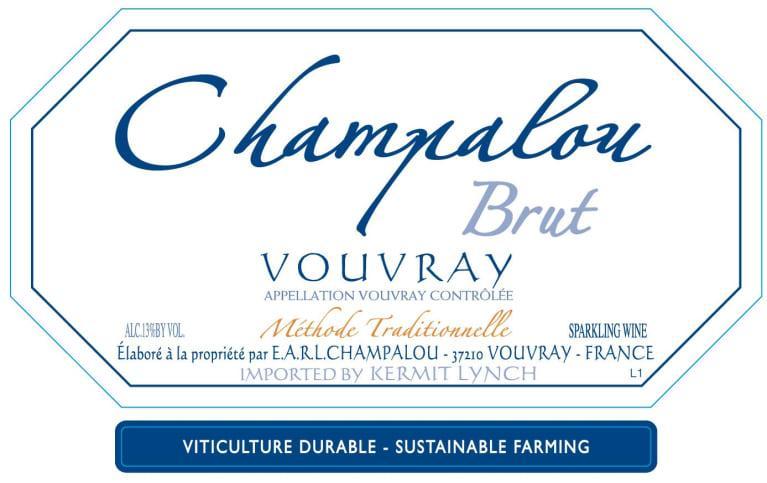 Champalou
Brut
VOUVRAY
APPELLATION VOUVRAY CONTRÔLÉE
ALC.13%BY VOL. Méthode Traditionnelle SPARKLING WINE
Élaboré à la propriété par E.A.R.L.CHAMPALOU - 37210 VOUVRAY - FRANCE
IMPORTED BY KERMIT LYNCH L1
VITICULTURE DURABLE - SUSTAINABLE FARMING